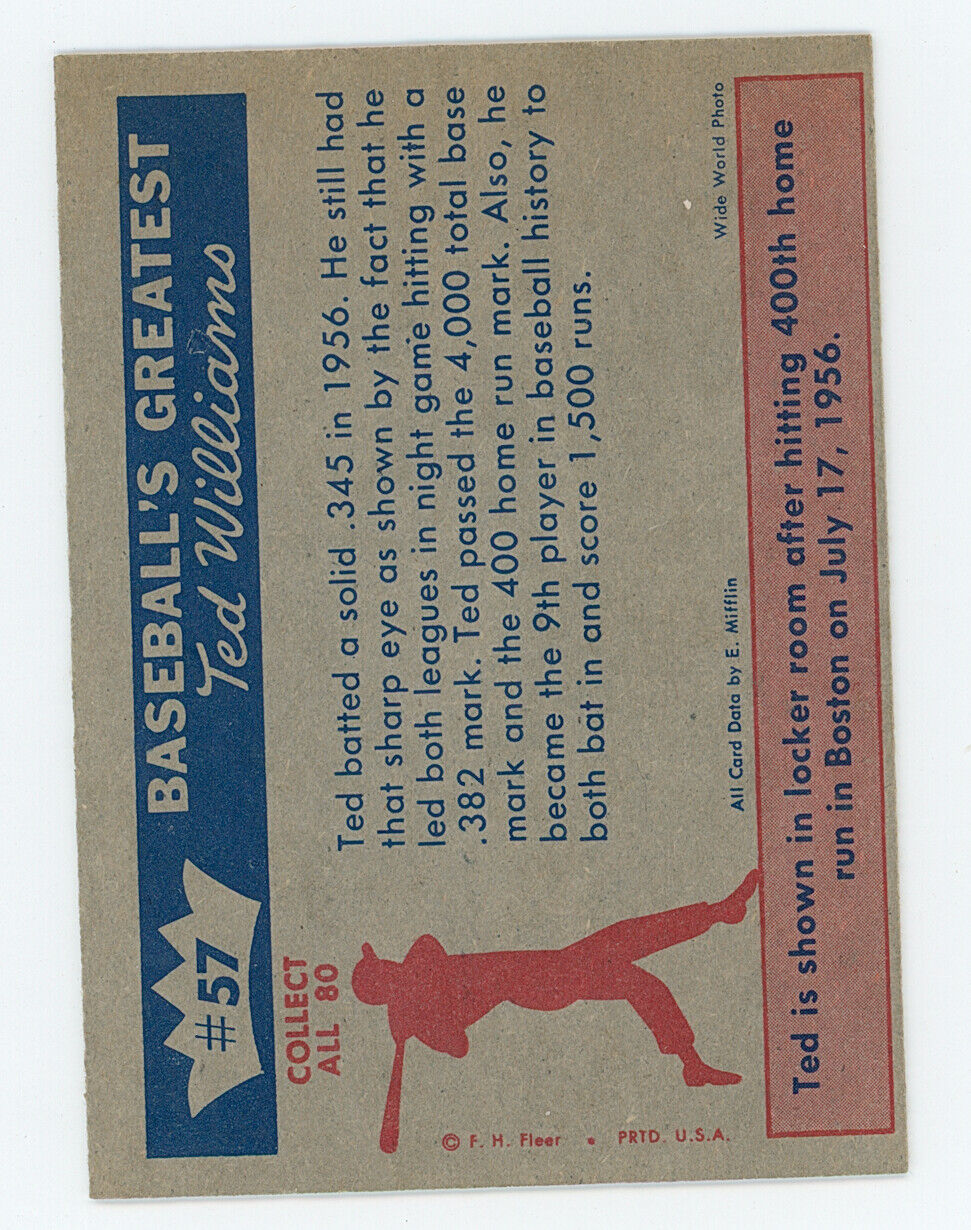 #57
BASEBALL'S GREATEST
Ted Williams
COLLECT
ALL 80
Ted batted a solid .345 in 1956. He still had
that sharp eye as shown by the fact that he
led both leagues in night game hitting with a
.382 mark. Ted passed the 4,000 total base
mark and the 400 home run mark. Also, he
became the 9th player in baseball history to
both bat in and score 1,500 runs.
© F. H. Fleer • PRTD. U.S.A.
All Card Data by E. Mifflin
Wide World Photo
Ted is shown in locker room after hitting 400th home
run in Boston on July 17, 1956.